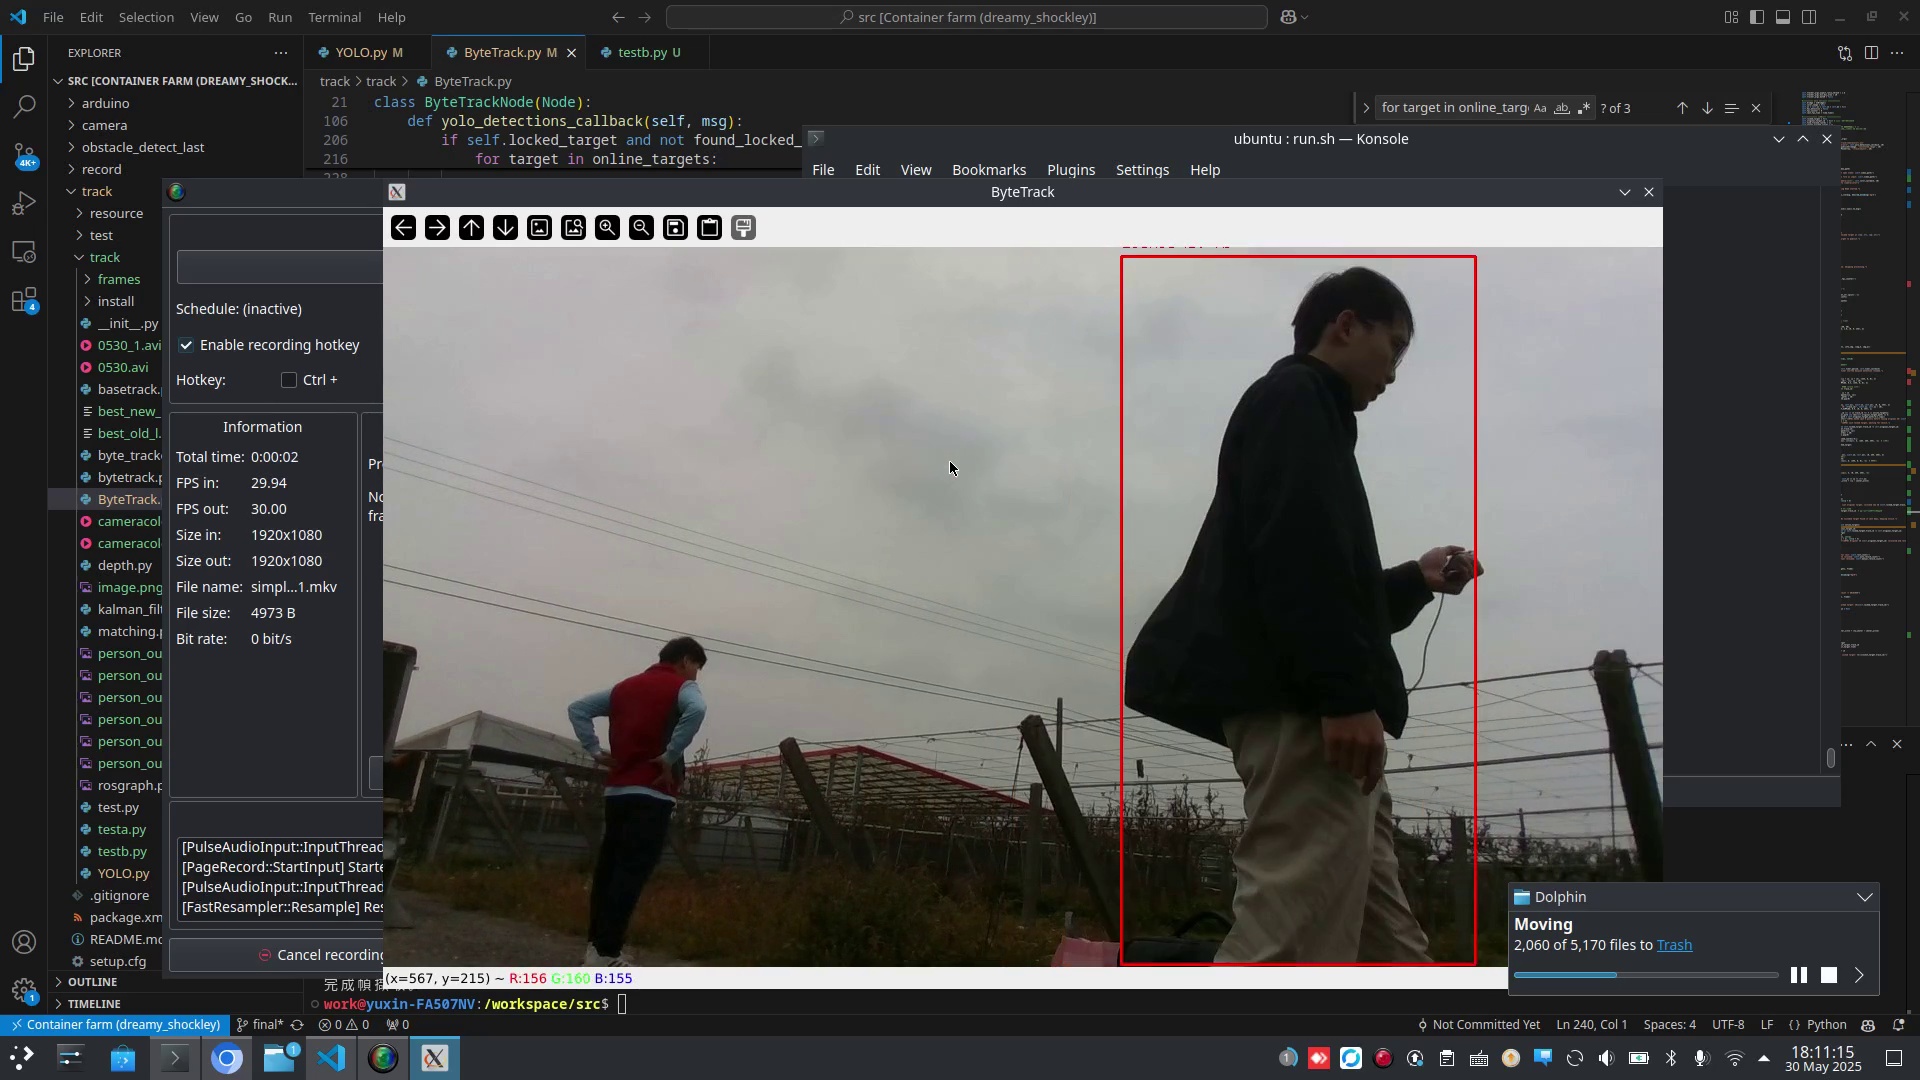 File Edit Selection View Go Run Terminal Help
src [Container farm (dreamy_shockley)]
EXPLORER
YOLO.py M
ByteTrack.py M
testb.py U
SRC [CONTAINER FARM (DREAMY_SHOCK...
track > track > ByteTrack.py
arduino
camera
obstacle_detect_last
record
track
resource
test
track
frames
install
__init__.py
0530_1.avi
0530.avi
basetrack.
best_new_
best_old_l.
byte_track
bytetrack.p
ByteTrack.
cameracol
cameracol
depth.py
image.png
kalman_filt
matching.p
person_ou
person_ou
person_ou
person_ou
person_ou
person_ou
rosgraph.p
test.py
testa.py
testb.py
YOLO.py
.gitignore
package.xm
README.md
setup.cfg
OUTLINE
TIMELINE
4K+
4
1
21 class ByteTrackNode(Node):
106 def yolo_detections_callback(self, msg):
206 if self.locked_target and not found_locked_
216 for target in online_targets:
for target in online_targ
Aa ab
? of 3
ubuntu : run.sh — Konsole
File Edit View Bookmarks Plugins Settings Help
ByteTrack
Schedule: (inactive)
Enable recording hotkey
Hotkey: Ctrl +
Information
Total time: 0:00:02
FPS in: 29.94
FPS out: 30.00
Size in: 1920x1080
Size out: 1920x1080
File name: simpl...1.mkv
File size: 4973 B
Bit rate: 0 bit/s
Pr
No
fra
[PulseAudioInput::InputThread
[PageRecord::StartInput] Starte
[PulseAudioInput::InputThread
[FastResampler::Resample] Res
Cancel recording
(x=567, y=215) ~ R:156 G:160 B:155
work@yuxin-FA507NV:/workspace/src$
Dolphin
Moving
2,060 of 5,170 files to Trash
Container farm (dreamy_shockley)
final*
0 0
0
Not Committed Yet
Ln 240, Col 1
Spaces: 4
UTF-8
LF
{} Python
1
1
18:11:15
30 May 2025